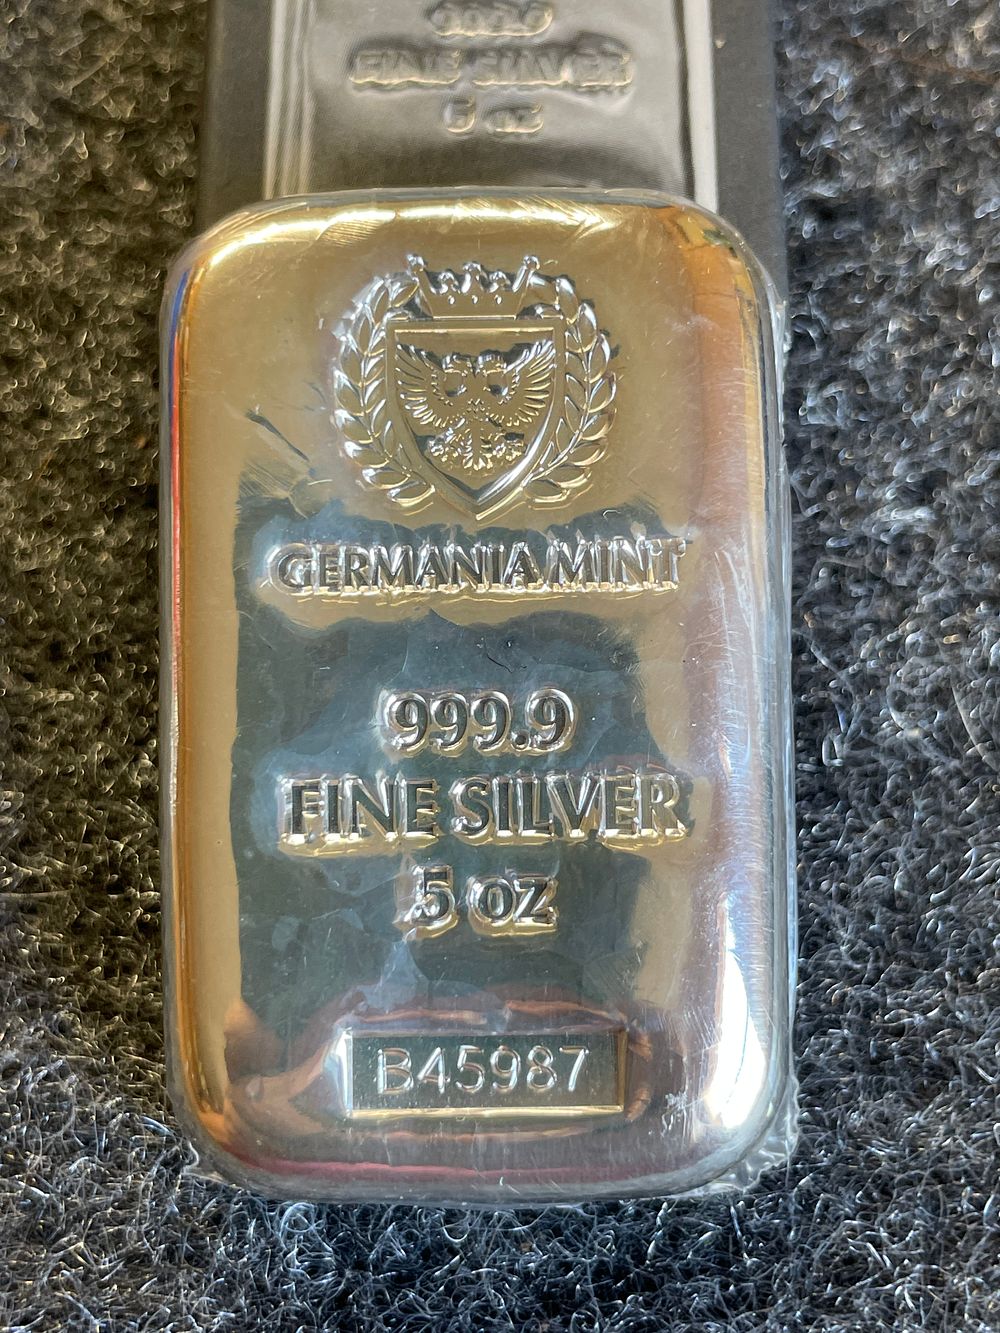 999.9
FINE SILVER
5 oz
GERMANIA MINT
999.9
FINE SILVER
5 oz
B45987